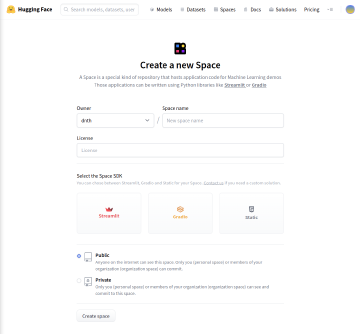 Hugging Face
Search models, datasets, user
Models
Datasets
Spaces
Docs
Solutions
Pricing
Create a new Space
A Space is a special kind of repository that hosts application code for Machine Learning demos
These applications can be written using Python libraries like Streamlit or Gradio
Owner
Space name
dnth
/
New space name
License
License
Select the Space SDK
You can chose between Streamlit, Gradio and Static for your Space. Contact us if you need a custom solution.
Streamlit
Gradio
Static
Public
Anyone on the internet can see this space. Only you (personal space) or members of your
organization (organization space) can commit.
Private
Only you (personal space) or members of your organization (organization space) can see and
commit to this space.
Create space